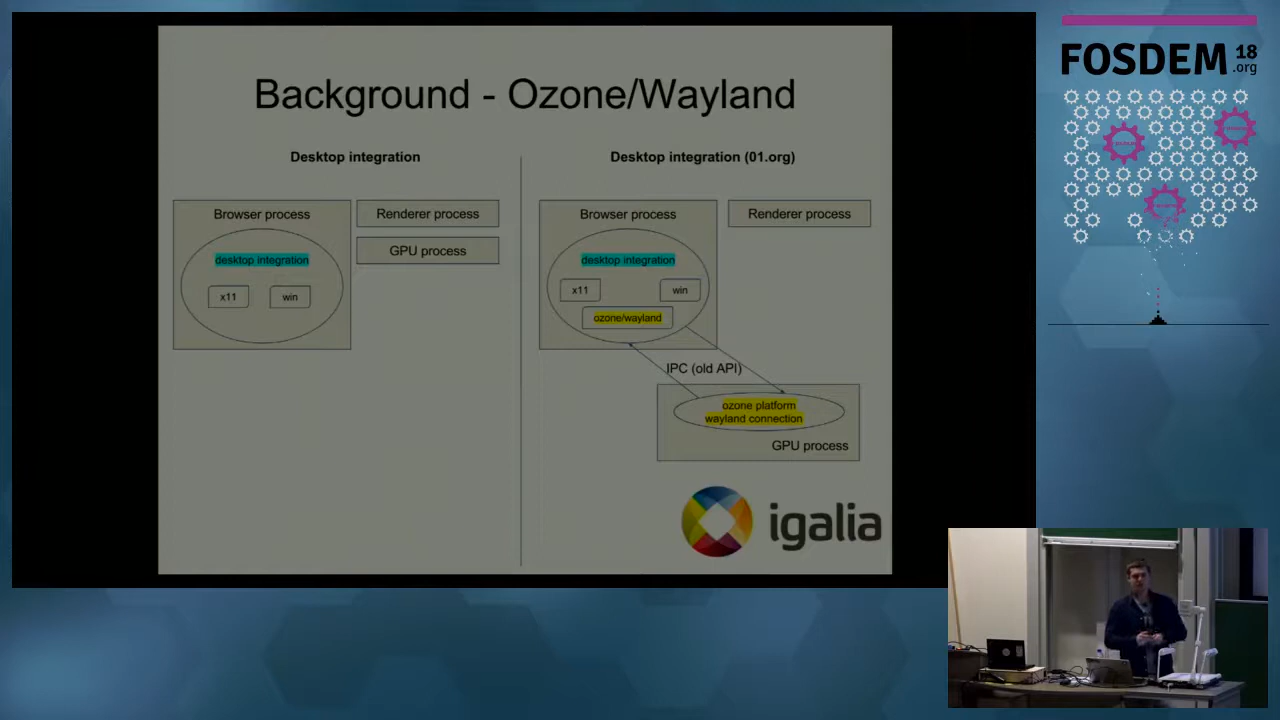 Background - Ozone/Wayland
Desktop integration
Browser process
Renderer process
GPU process
desktop integration
x11
win
Desktop integration (01.org)
Browser process
Renderer process
desktop integration
x11
win
ozone/wayland
IPC (old API)
ozone platform
wayland connection
GPU process
igalia
FOSDEM 18
.org